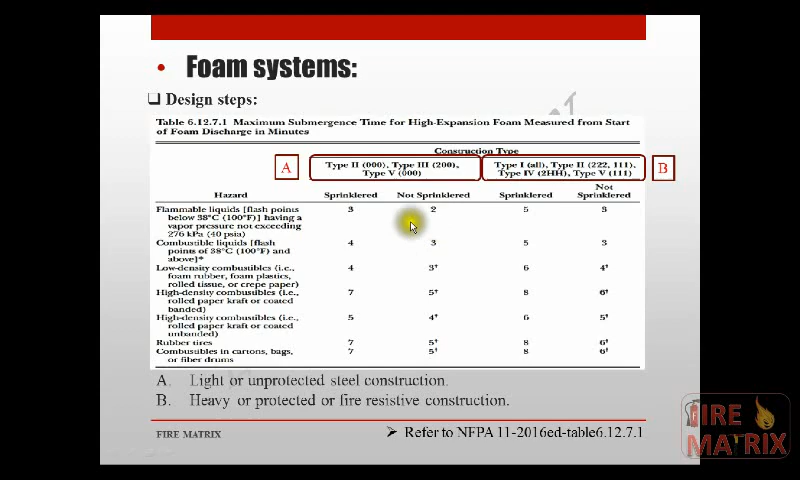 • Foam systems:
❑ Design steps:
Table 6.12.7.1 Maximum Submergence Time for High-Expansion Foam Measured from Start
of Foam Discharge in Minutes
Construction Type
A Type II (000), Type III (200), Type I (all), Type II (222, 111), B
Type V (000) Type IV (2HH), Type V (111)
Hazard Sprinklered Not Sprinklered Sprinklered Not Sprinklered
Flammable liquids [flash points 3 2 5 3
below 38°C (100°F)] having a
vapor pressure not exceeding
276 kPa (40 psia)
Combustible liquids [flash 4 3 5 3
points of 38°C (100°F) and
above]*
Low-density combustibles (i.e., 4 3† 6 4†
foam rubber, foam plastics,
rolled tissue, or crepe paper)
High-density combustibles (i.e., 7 5† 8 6†
rolled paper kraft or coated
banded)
High-density combustibles (i.e., 5 4† 6 5†
rolled paper kraft or coated
unbanded)
Rubber tires 7 5† 8 6†
Combustibles in cartons, bags, 7 5† 8 6†
or fiber drums
A. Light or unprotected steel construction.
B. Heavy or protected or fire resistive construction.
FIRE MATRIX
➢ Refer to NFPA 11-2016ed-table6.12.7.1
FIRE
MATRIX